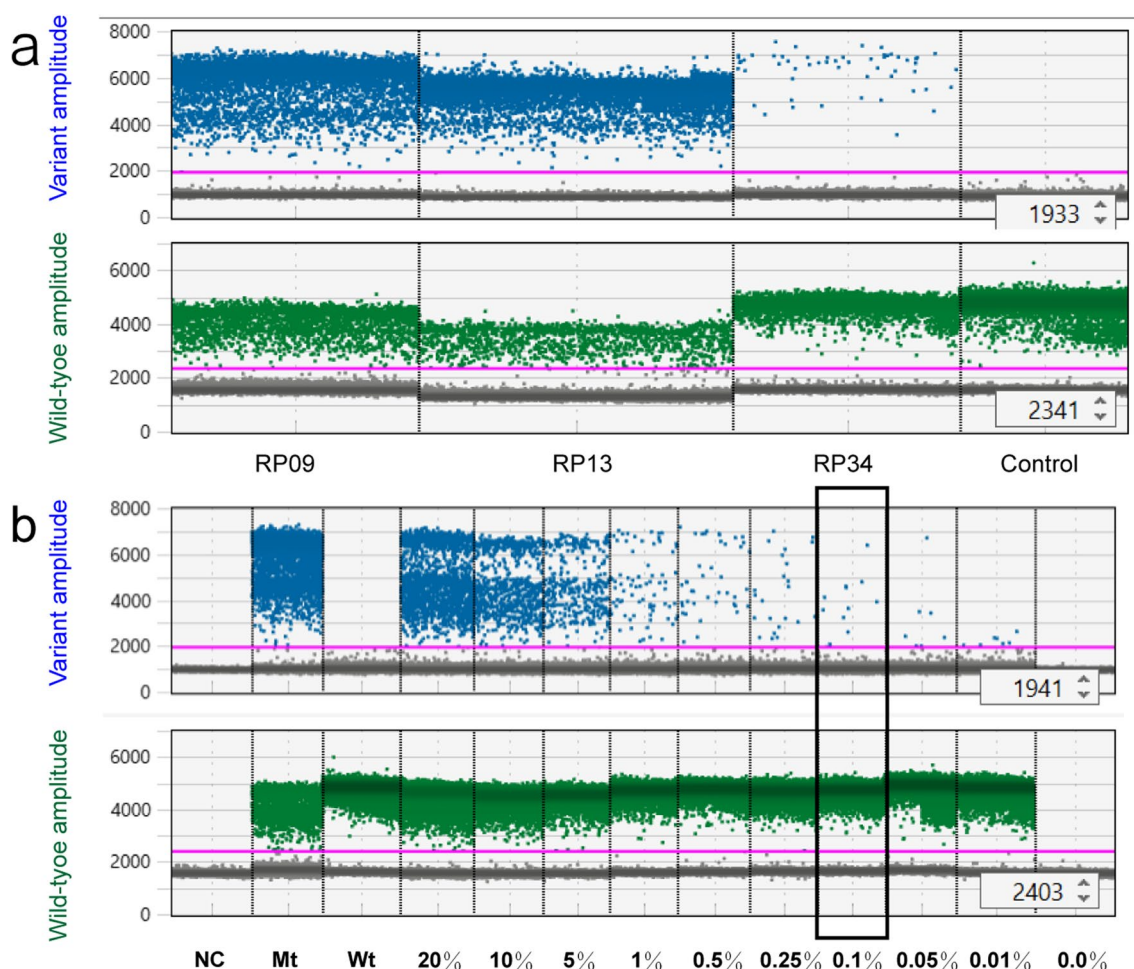 a
Variant amplitude
8000
6000
4000
2000
0
1933
Wild-tyoe amplitude
6000
4000
2000
0
2341
RP09 RP13 RP34 Control
b
Variant amplitude
8000
6000
4000
2000
0
1941
Wild-tyoe amplitude
6000
4000
2000
0
2403
NC Mt Wt 20% 10% 5% 1% 0.5% 0.25% 0.1% 0.05% 0.01% 0.0%